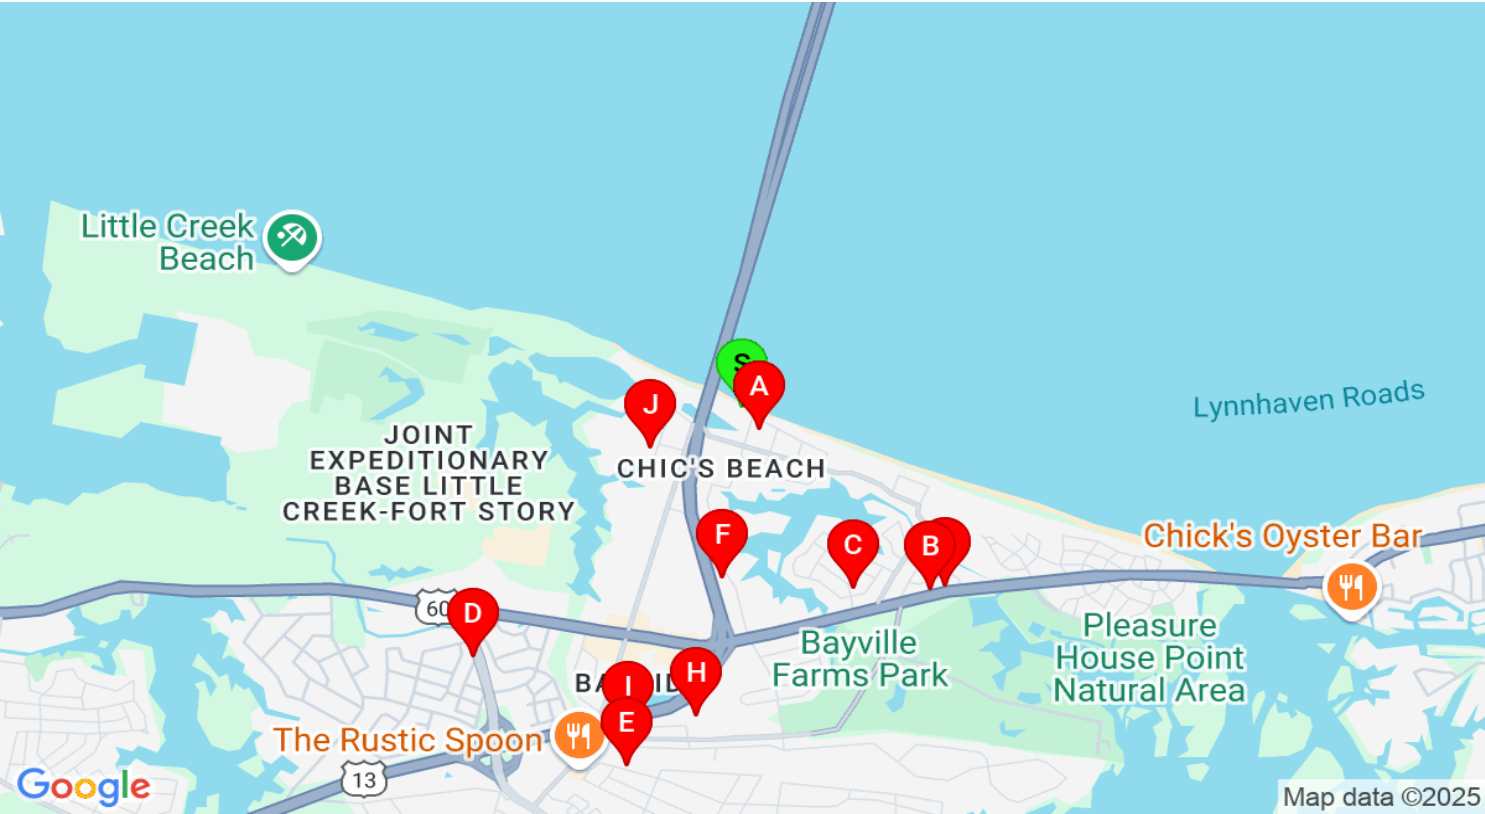 Little Creek
Beach
S
A
J
Lynnhaven Roads
JOINT
EXPEDITIONARY
BASE LITTLE
CREEK-FORT STORY
CHIC'S BEACH
F
C
B
Chick's Oyster Bar
60
D
Bayville
Farms Park
Pleasure
House Point
Natural Area
H
I
E
The Rustic Spoon
13
Google
Map data ©2025